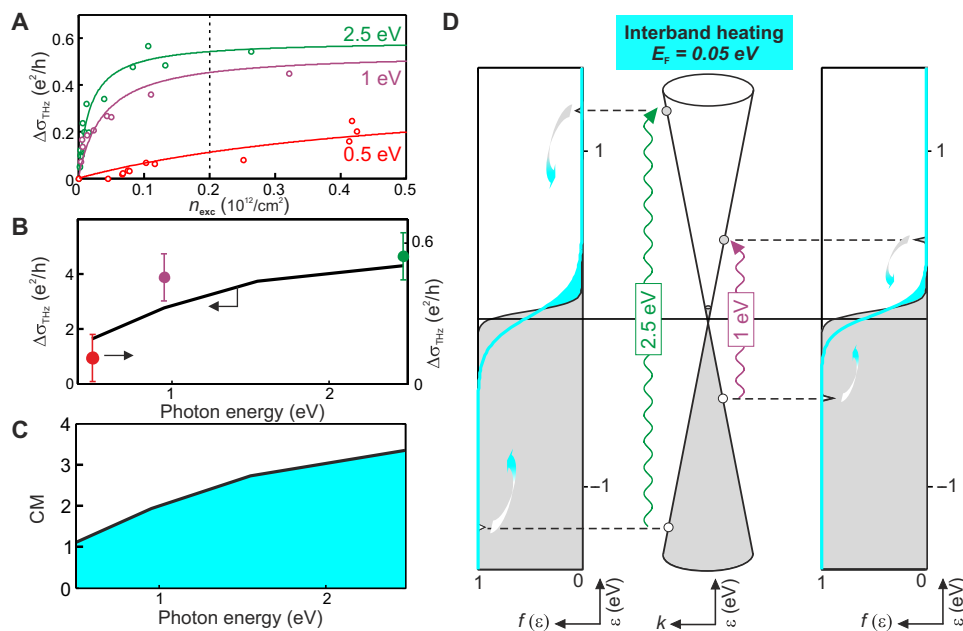 A
0.6
0.4
0.2
0
Δσ_THz (e²/h)
2.5 eV
1 eV
0.5 eV
0 0.1 0.2 0.3 0.4 0.5
n_exc (10¹²/cm²)
B
4
2
0
Δσ_THz (e²/h)
0.6
0
Δσ_THz (e²/h)
1 2
Photon energy (eV)
C
4
3
2
1
0
CM
1 2
Photon energy (eV)
D
Interband heating
E_F = 0.05 eV
2.5 eV
1 eV
1
−1
1 0
f (ε)
ε (eV)
k
ε (eV)
1
−1
1 0
f (ε)
ε (eV)